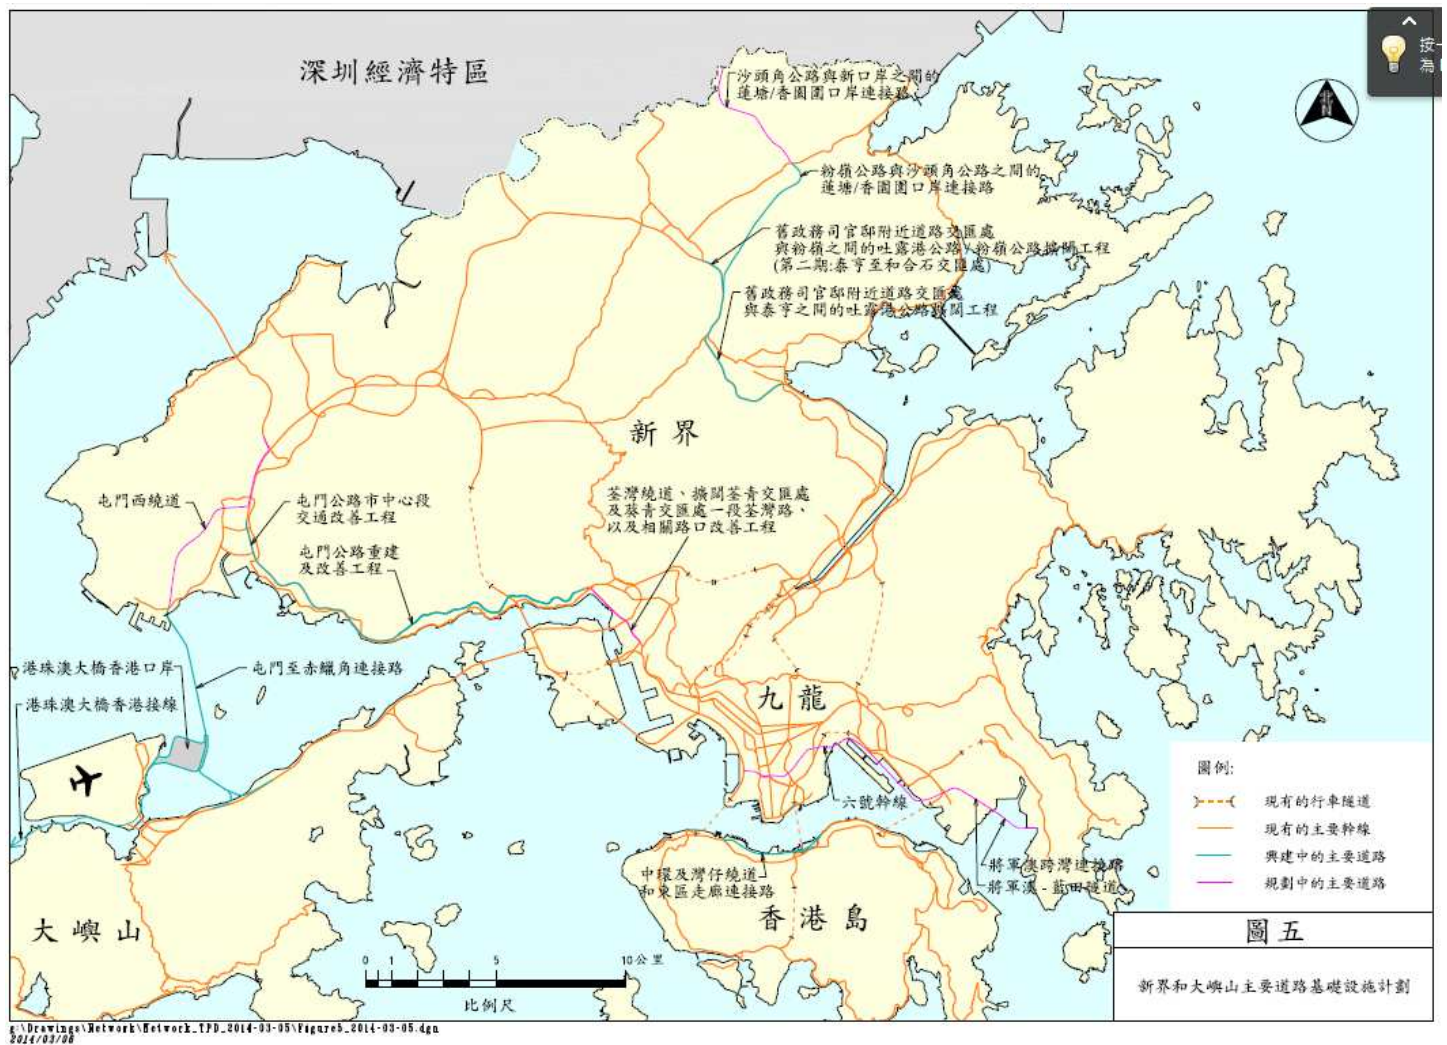 深圳經濟特區
按一
為
北
沙頭角公路與新口岸之間的
蓮塘/香園圍口岸連接路
粉嶺公路與沙頭角公路之間的
蓮塘/香園圍口岸連接路
舊政務司官邸附近道路交匯處
與粉嶺之間的吐露港公路/粉嶺公路擴闊工程
(第二期:泰亨至和合石交匯處)
舊政務司官邸附近道路交匯處
與泰亨之間的吐露港公路擴闊工程
新界
屯門西繞道
屯門公路市中心段
交通改善工程
荃灣繞道、擴闊荃青交匯處
及葵青交匯處一段荃灣路、
以及相關路口改善工程
屯門公路重建
及改善工程
港珠澳大橋香港口岸
屯門至赤鱲角連接路
港珠澳大橋香港接線
九龍
六號幹線
圖例:
現有的行車隧道
現有的主要幹線
興建中的主要道路
規劃中的主要道路
將軍澳跨灣連接路
將軍澳 - 藍田隧道
中環及灣仔繞道
和東區走廊連接路
大嶼山
香港島
圖五
0 1 5 10公里
比例尺
新界和大嶼山主要道路基礎設施計劃
g:\Drawings\Network\Network_TPD_2014-03-05\Figure5_2014-03-05.dgn
2014/03/06